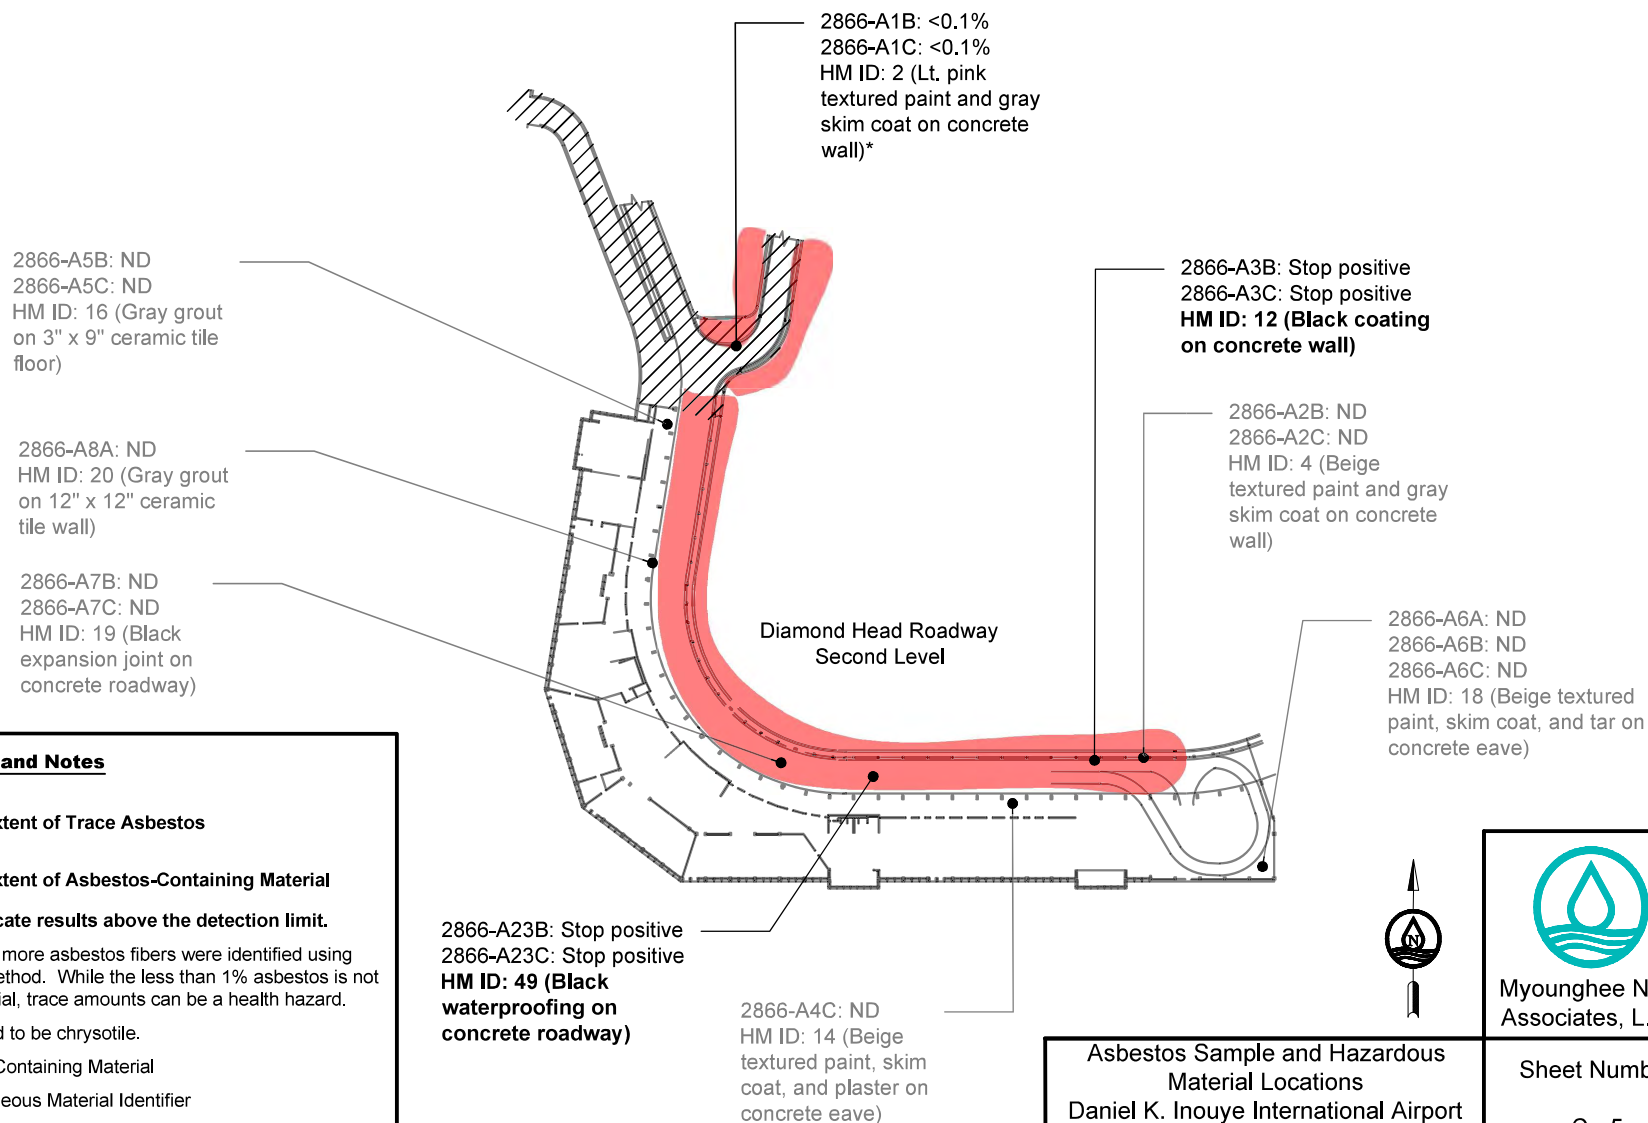 2866-A1B: <0.1%
2866-A1C: <0.1%
HM ID: 2 (Lt. pink
textured paint and gray
skim coat on concrete
wall)*
2866-A5B: ND
2866-A5C: ND
HM ID: 16 (Gray grout
on 3" x 9" ceramic tile
floor)
2866-A3B: Stop positive
2866-A3C: Stop positive
HM ID: 12 (Black coating
on concrete wall)
2866-A8A: ND
HM ID: 20 (Gray grout
on 12" x 12" ceramic
tile wall)
2866-A2B: ND
2866-A2C: ND
HM ID: 4 (Beige
textured paint and gray
skim coat on concrete
wall)
2866-A7B: ND
2866-A7C: ND
HM ID: 19 (Black
expansion joint on
concrete roadway)
Diamond Head Roadway
Second Level
2866-A6A: ND
2866-A6B: ND
2866-A6C: ND
HM ID: 18 (Beige textured
paint, skim coat, and tar on
concrete eave)
and Notes
xtent of Trace Asbestos
xtent of Asbestos-Containing Material
cate results above the detection limit.
more asbestos fibers were identified using
ethod. While the less than 1% asbestos is not
ial, trace amounts can be a health hazard.
d to be chrysotile.
Containing Material
eous Material Identifier
2866-A23B: Stop positive
2866-A23C: Stop positive
HM ID: 49 (Black
waterproofing on
concrete roadway)
2866-A4C: ND
HM ID: 14 (Beige
textured paint, skim
coat, and plaster on
concrete eave)
N
Myounghee N
Associates, L.
Asbestos Sample and Hazardous
Material Locations
Daniel K. Inouye International Airport
Sheet Numb